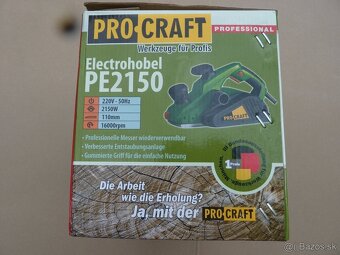 PRO·CRAFT
PROFESSIONAL
Werkzeuge für Profis
Electrohobel
PE2150
220V - 50Hz
2150W
110mm
16000rpm
• Professionelle Messer wiederverwendbar
• Verbesserte Entstaubungsanlage
• Gummierte Griff für die einfache Nutzung
Die Arbeit
wie die Erholung?
Ja, mit der PRO·CRAFT
Bazos.sk